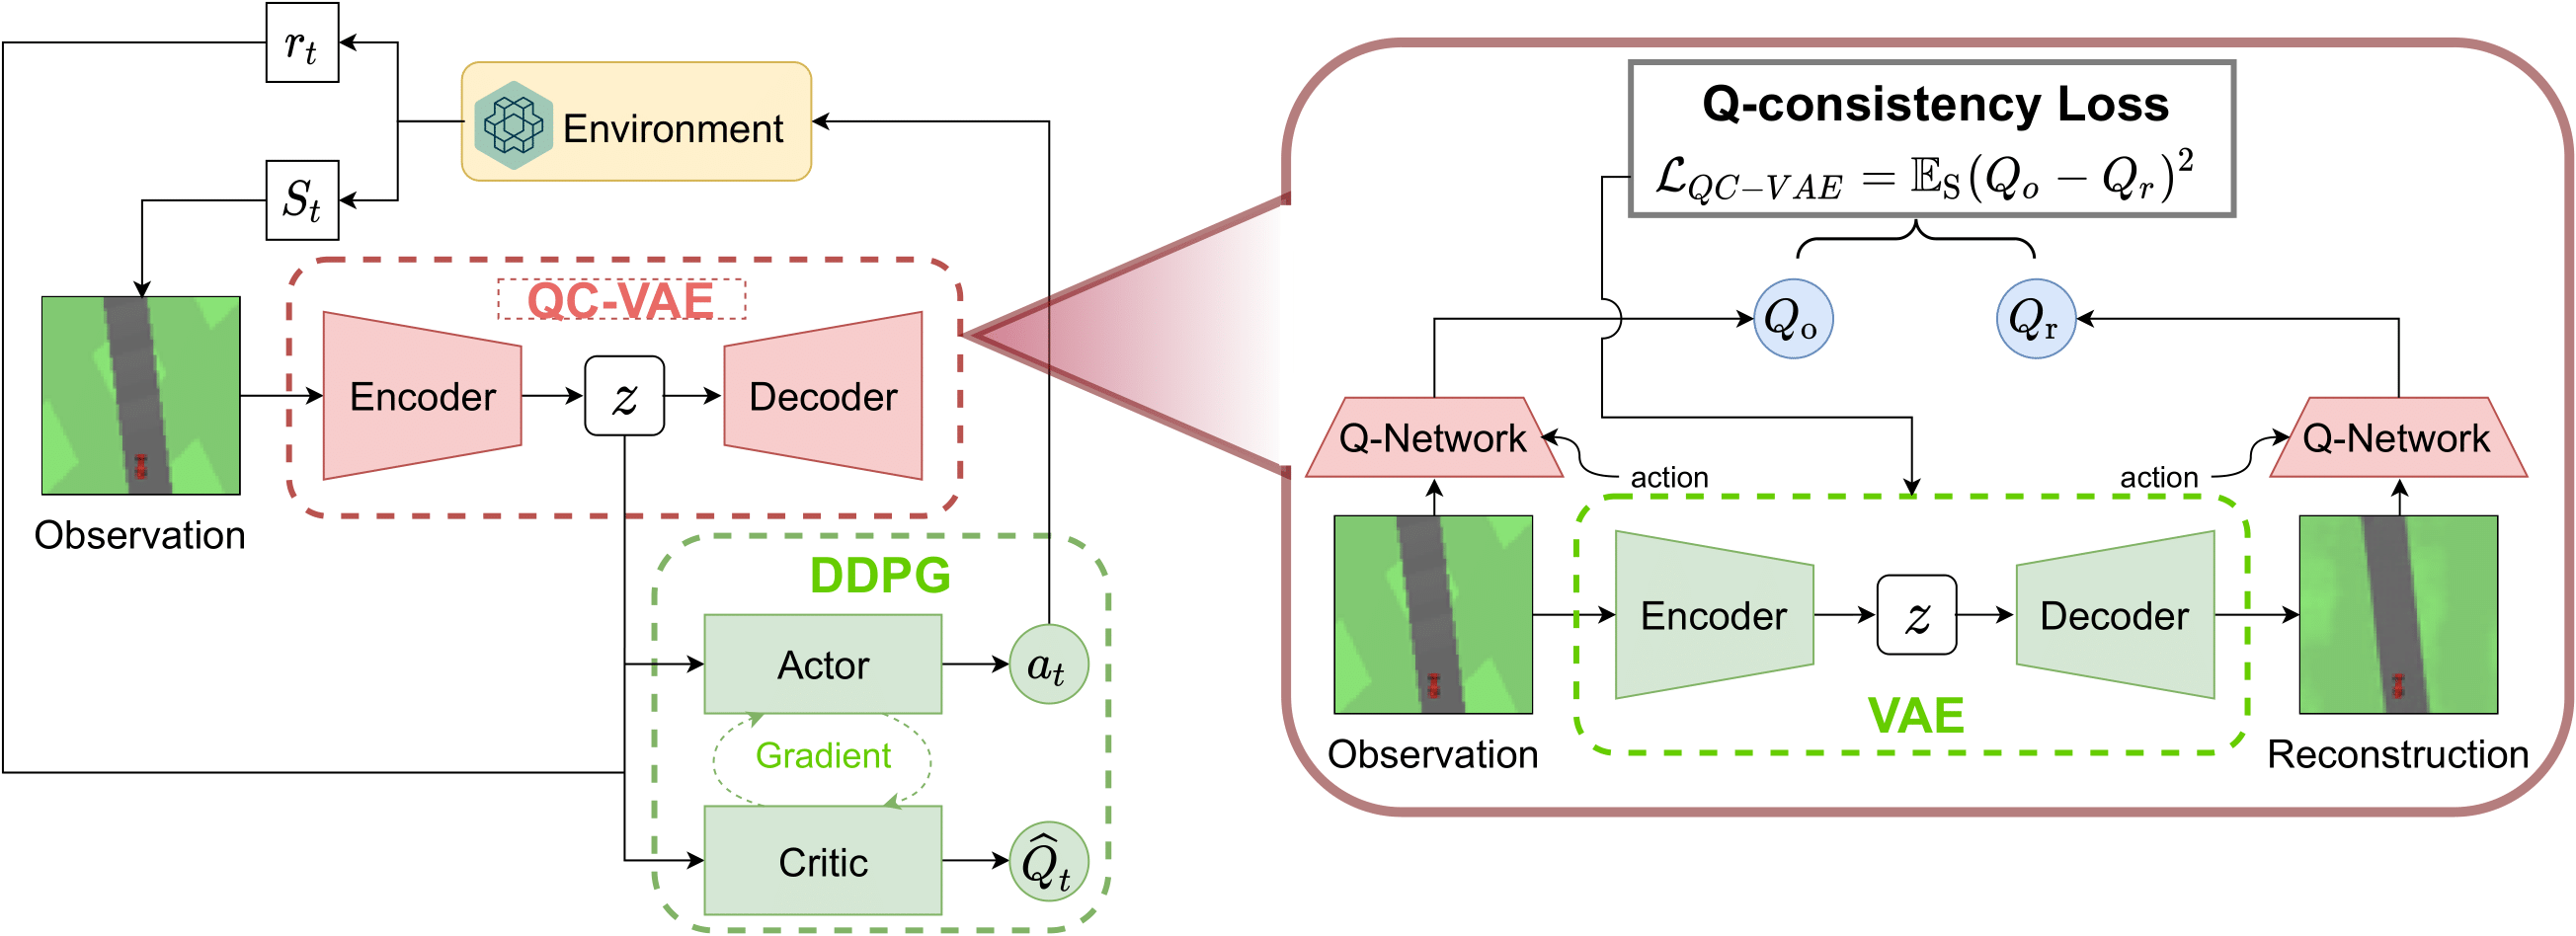 r_t
Environment
S_t
QC-VAE
Encoder
z
Decoder
Observation
DDPG
Actor
a_t
Gradient
Critic
\widehat{Q}_t
Q-consistency Loss
\mathcal{L}_{QC-VAE} = \mathbb{E}_S(Q_o - Q_r)^2
Q_o
Q_r
Q-Network
action
action
Q-Network
Encoder
z
Decoder
VAE
Observation
Reconstruction